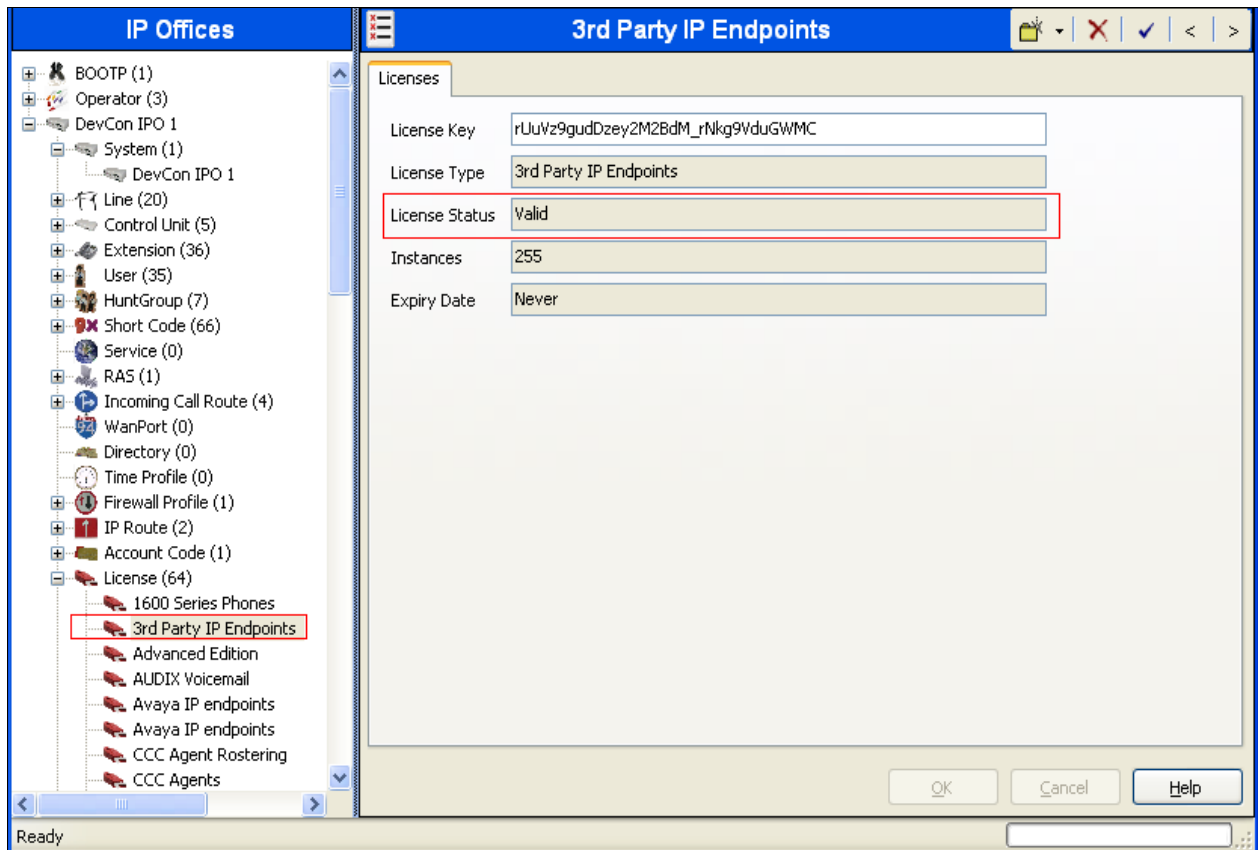 IP Offices
BOOTP (1)
Operator (3)
DevCon IPO 1
System (1)
DevCon IPO 1
Line (20)
Control Unit (5)
Extension (36)
User (35)
HuntGroup (7)
Short Code (66)
Service (0)
RAS (1)
Incoming Call Route (4)
WanPort (0)
Directory (0)
Time Profile (0)
Firewall Profile (1)
IP Route (2)
Account Code (1)
License (64)
1600 Series Phones
3rd Party IP Endpoints
Advanced Edition
AUDIX Voicemail
Avaya IP endpoints
Avaya IP endpoints
CCC Agent Rostering
CCC Agents
3rd Party IP Endpoints
Licenses
License Key rUuVz9gudDzey2M2BdM_rNkg9VduGWMC
License Type 3rd Party IP Endpoints
License Status Valid
Instances 255
Expiry Date Never
OK Cancel Help
Ready